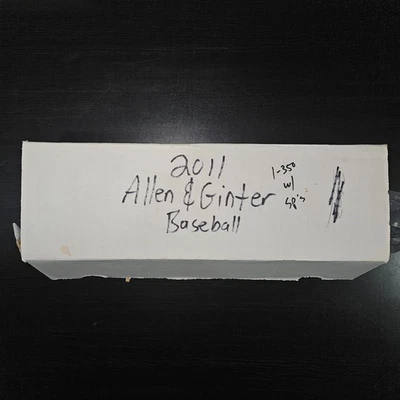 2011
Allen & Ginter
Baseball
1-350
w/
SP's